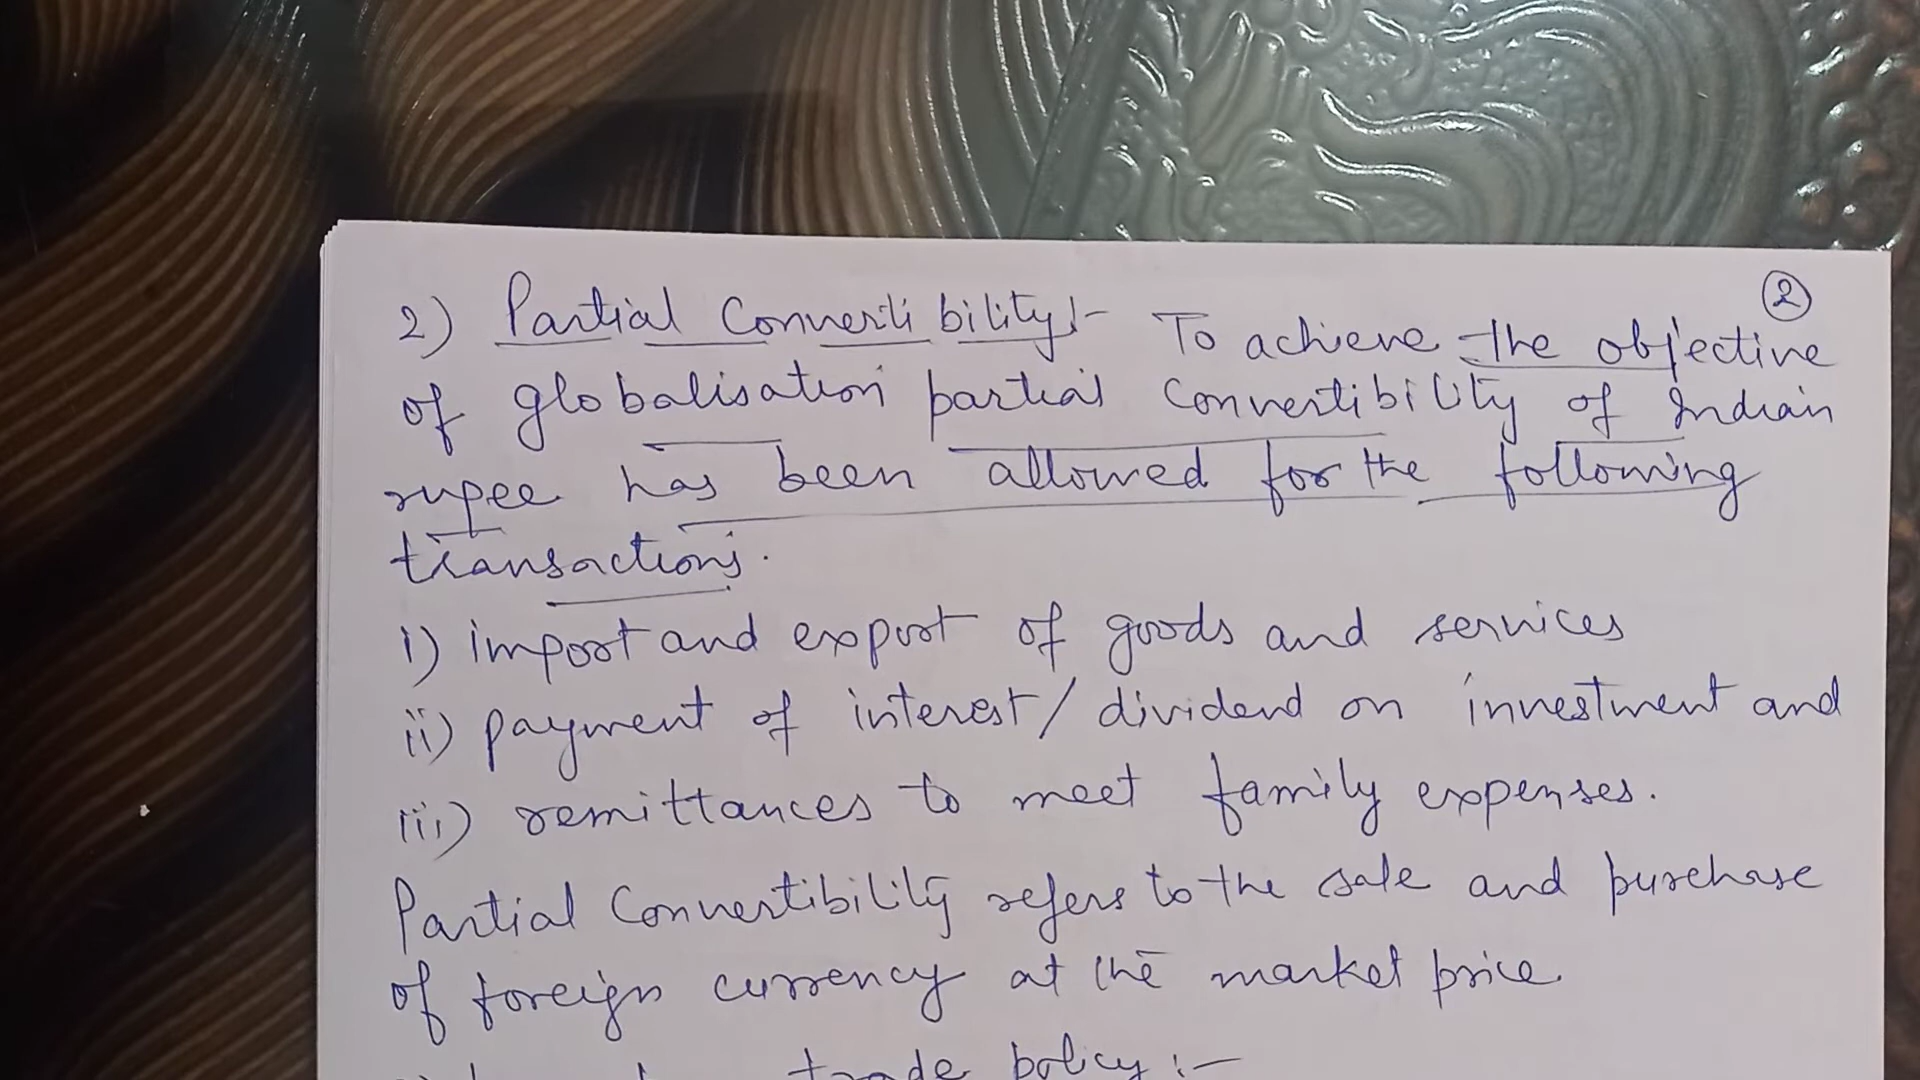 ②
2) Partial Convertibility:- To achieve the objective
of globalisation partial convertibility of Indian
rupee has been allowed for the following
transactions.
i) import and export of goods and services
ii) payment of interest/dividend on investment and
iii) remittances to meet family expenses.
Partial Convertibility refers to the sale and purchase
of foreign currency at the market price
trade policy:-